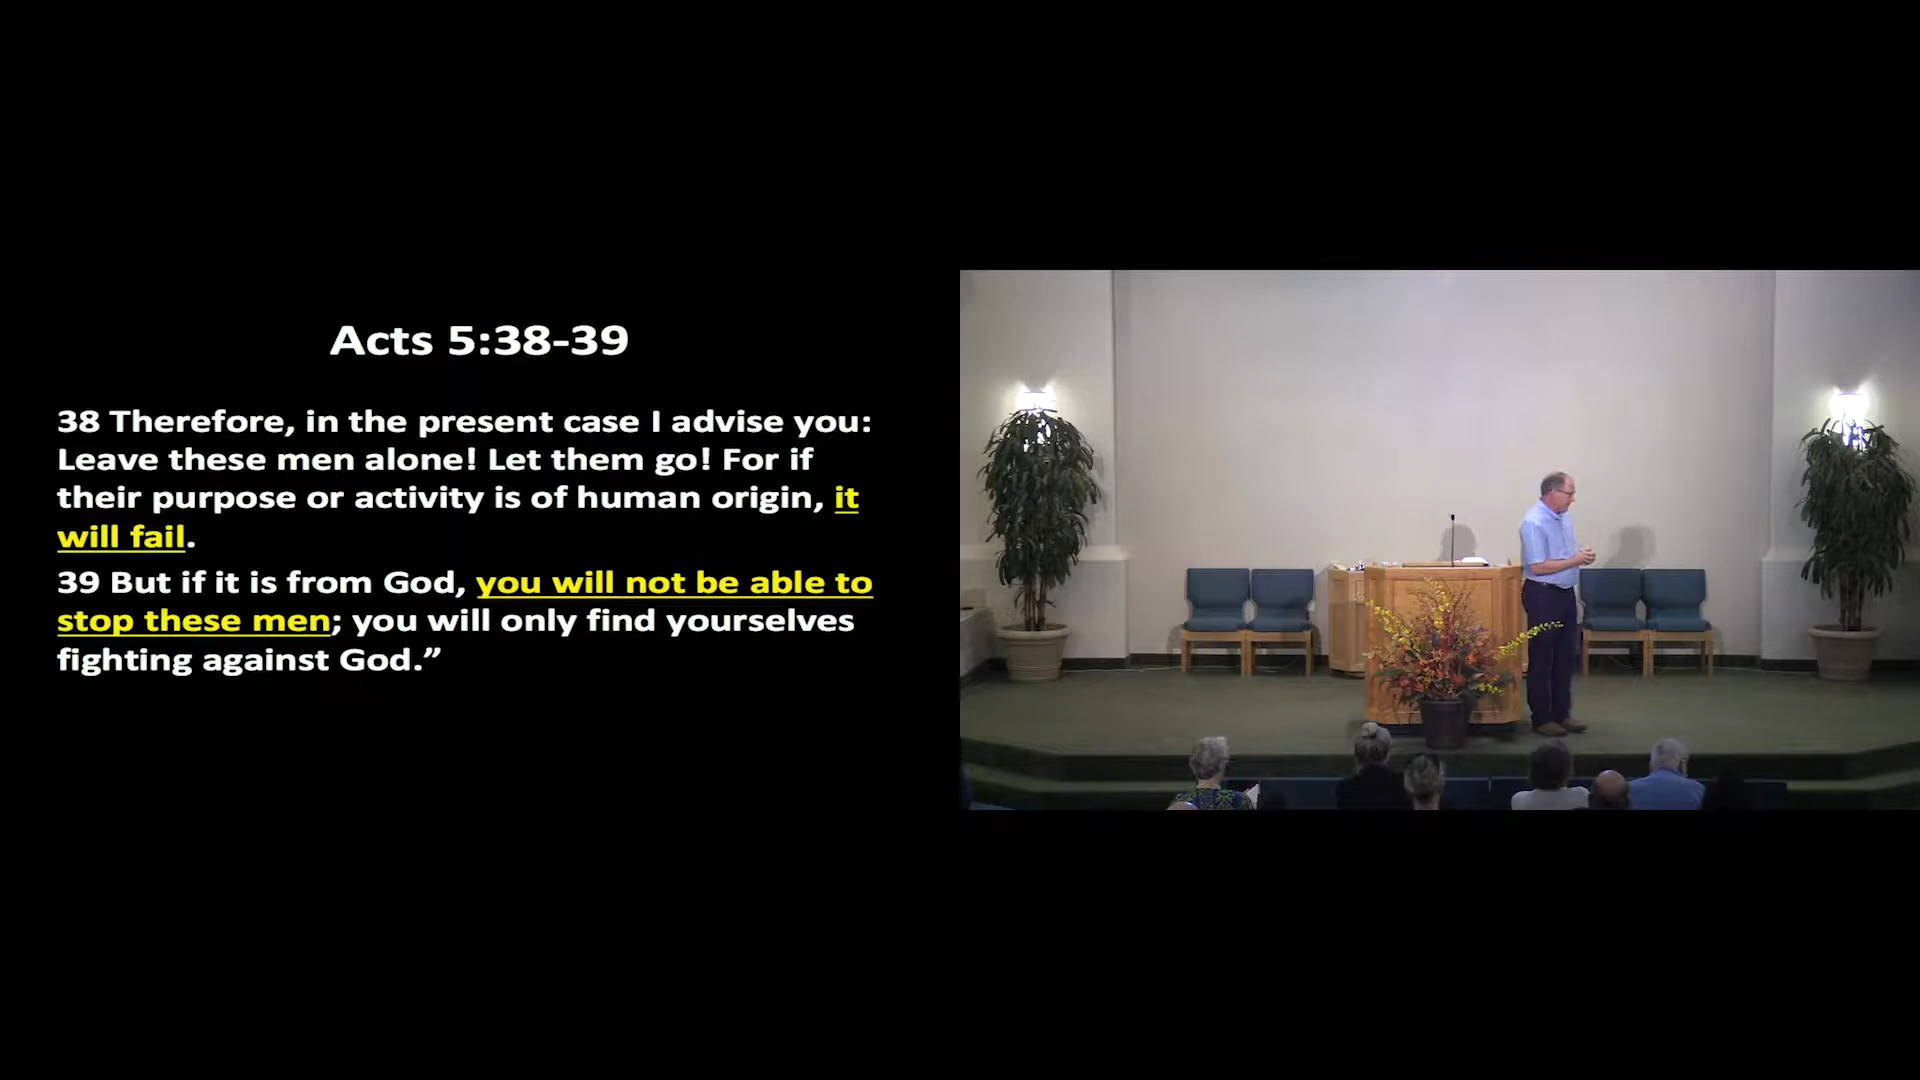 Acts 5:38-39
38 Therefore, in the present case I advise you:
Leave these men alone! Let them go! For if
their purpose or activity is of human origin, it
will fail.
39 But if it is from God, you will not be able to
stop these men; you will only find yourselves
fighting against God.”